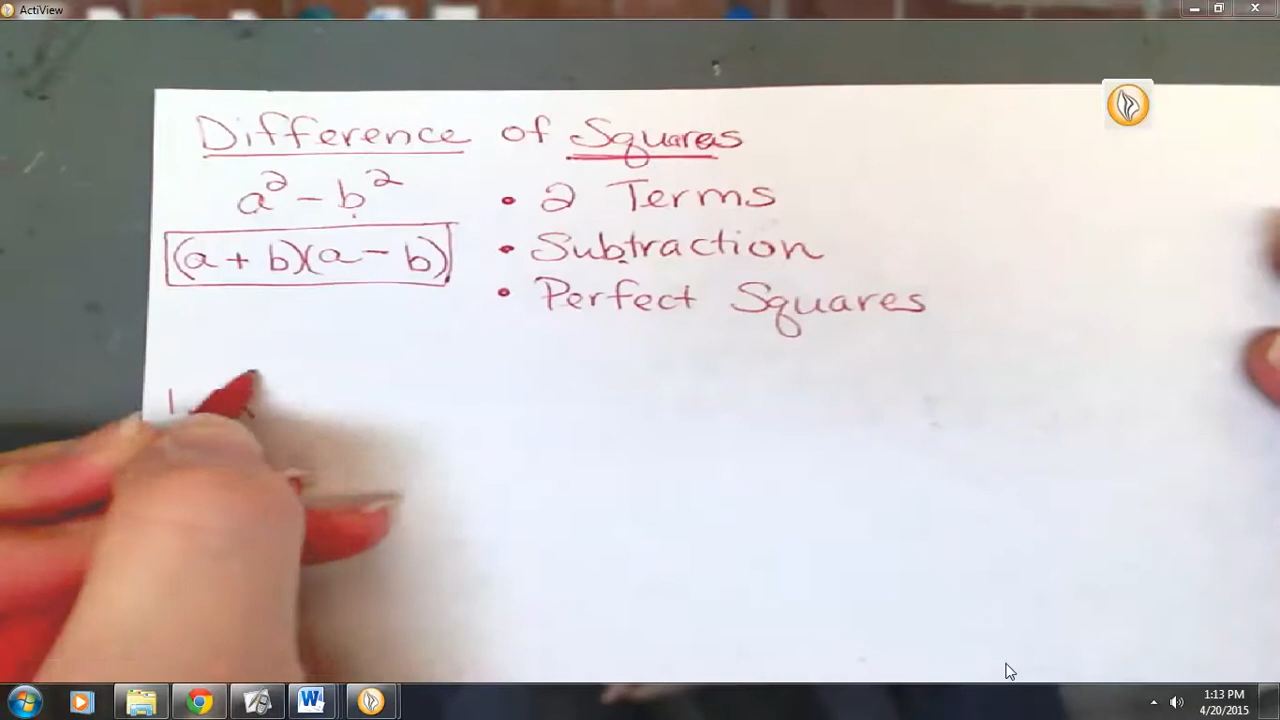 ActiView
Difference of Squares
a² - b²
• 2 Terms
(a + b)(a - b)
• Subtraction
• Perfect Squares
1:13 PM
4/20/2015